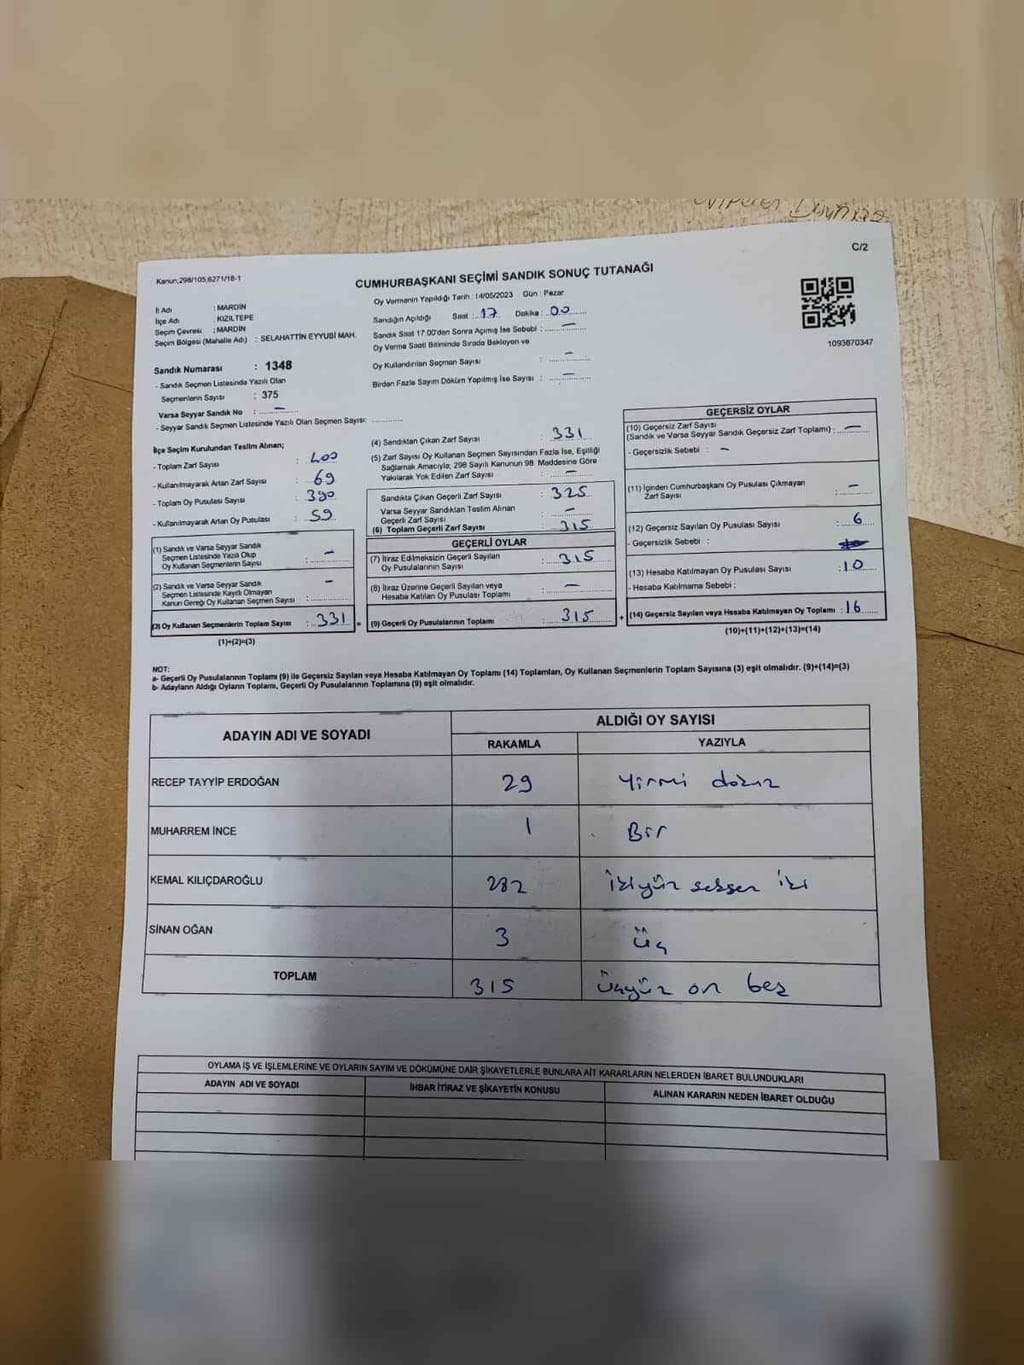 C/2
Kanun,298/105,6271/18-1
CUMHURBAŞKANI SEÇİMİ SANDIK SONUÇ TUTANAĞI
İl Adı : MARDİN
İlçe Adı : KIZILTEPE
Seçim Çevresi : MARDİN
Seçim Bölgesi (Mahalle Adı) : SELAHATTİN EYYUBİ MAH.
Oy Vermenin Yapıldığı Tarih : 14/05/2023 Gün : Pazar
Sandığın Açıldığı Saat : 17 Dakika : 00
Sandık Saat 17:00'den Sonra Açımış İse Sebebi : —
Oy Verme Saati Bitiminde Sırada Bekleyen ve
Oy Kullandırılan Seçmen Sayısı : —
Birden Fazla Sayım Döküm Yapılmış İse Sayısı : —
1093870347
Sandık Numarası : 1348
- Sandık Seçmen Listesinde Yazılı Olan
Seçmenlerin Sayısı : 375
Varsa Seyyar Sandık No : —
- Seyyar Seçmen Listesinde Yazılı Olan Seçmen Sayısı:
İlçe Seçim Kurulundan Teslim Alınan;
- Toplam Zarf Sayısı : 400
- Kullanılmayarak Artan Zarf Sayısı : 69
- Toplam Oy Pusulası Sayısı : 390
- Kullanılmayarak Artan Oy Pusulası : 59
(1) Sandık ve Varsa Seyyar Sandık
Seçmen Listesinde Yazılı Olup
Oy Kullanan Seçmenlerin Sayısı : —
(2) Sandık ve Varsa Seyyar Sandık
Seçmen Listesinde Kaydı Olmayan
Kanun Gereği Oy Kullanan Seçmen Sayısı : —
(3) Oy Kullanan Seçmenlerin Toplam Sayısı : 331 =
(1)+(2)=(3)
(4) Sandıktan Çıkan Zarf Sayısı : 331
(5) Zarf Sayısı Oy Kullanan Seçmen Sayısından Fazla İse, Eşitliği
Sağlamak Amacıyla; 298 Sayılı Kanunun 98. Maddesine Göre
Yakılarak Yok Edilen Zarf Sayısı : —
Sandıkta Çıkan Geçerli Zarf Sayısı : 325
Varsa Seyyar Sandıktan Teslim Alınan
Geçerli Zarf Sayısı : —
(6) Toplam Geçerli Zarf Sayısı : 315
GEÇERLİ OYLAR
(7) İtiraz Edilmeksizin Geçerli Sayılan
Oy Pusulalarının Sayısı : 315
(8) İtiraz Üzerine Geçerli Sayılan veya
Hesaba Katılan Oy Pusulası Toplamı : —
(9) Geçerli Oy Pusulalarının Toplamı : 315 +
GEÇERSİZ OYLAR
(10) Geçersiz Zarf Sayısı
(Sandık ve Varsa Seyyar Sandık Geçersiz Zarf Toplamı) : —
- Geçersizlik Sebebi : —
(11) İçinden Cumhurbaşkanı Oy Pusulası Çıkmayan
Zarf Sayısı : —
(12) Geçersiz Sayılan Oy Pusulası Sayısı : 6
- Geçersizlik Sebebi :
(13) Hesaba Katılmayan Oy Pusulası Sayısı : 10
- Hesaba Katılmama Sebebi :
(14) Geçersiz Sayılan veya Hesaba Katılmayan Oy Toplamı : 16
(10)+(11)+(12)+(13)=(14)
NOT:
a- Geçerli Oy Pusulalarının Toplamı (9) ile Geçersiz Sayılan veya Hesaba Katılmayan Oy Toplamı (14) Toplamları, Oy Kullanan Seçmenlerin Toplam Sayısına (3) eşit olmalıdır. (9)+(14)=(3)
b- Adayların Aldığı Oyların Toplamı, Geçerli Oy Pusulalarının Toplamına (9) eşit olmalıdır.
ADAYIN ADI VE SOYADI ALDIĞI OY SAYISI
RAKAMLA YAZIYLA
RECEP TAYYİP ERDOĞAN 29 Yirmi dokuz
MUHARREM İNCE 1 Bir
KEMAL KILIÇDAROĞLU 282 İkiyüz seksen iki
SİNAN OĞAN 3 üç
TOPLAM 315 üçyüz on beş
OYLAMA İŞ VE İŞLEMLERİNE VE OYLARIN SAYIM VE DÖKÜMÜNE DAİR ŞİKAYETLERLE BUNLARA AİT KARARLARIN NELERDEN İBARET BULUNDUKLARI
ADAYIN ADI VE SOYADI İHBAR İTİRAZ VE ŞİKAYETİN KONUSU ALINAN KARARIN NEDEN İBARET OLDUĞU